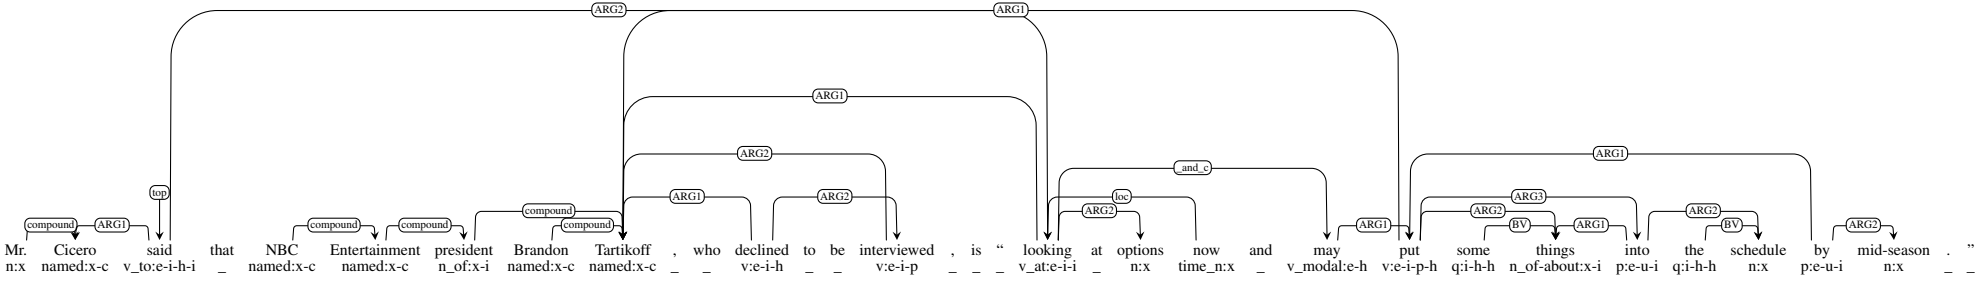 ARG2 ARG1
ARG1
ARG2 ARG1
_and_c
top ARG1 ARG2 loc ARG3
compound ARG2 ARG2 ARG2
compound ARG1 compound compound compound ARG1 BV ARG1 BV ARG2
Mr. Cicero said that NBC Entertainment president Brandon Tartikoff , who declined to be interviewed , is “ looking at options now and may put some things into the schedule by mid-season . ”
n:x named:x-c v_to:e-i-h-i _ named:x-c named:x-c n_of:x-i named:x-c named:x-c _ _ v:e-i-h _ _ v:e-i-p _ _ _ v_at:e-i-i _ n:x time_n:x _ v_modal:e-h v:e-i-p-h q:i-h-h n_of-about:x-i p:e-u-i q:i-h-h n:x p:e-u-i n:x _ _